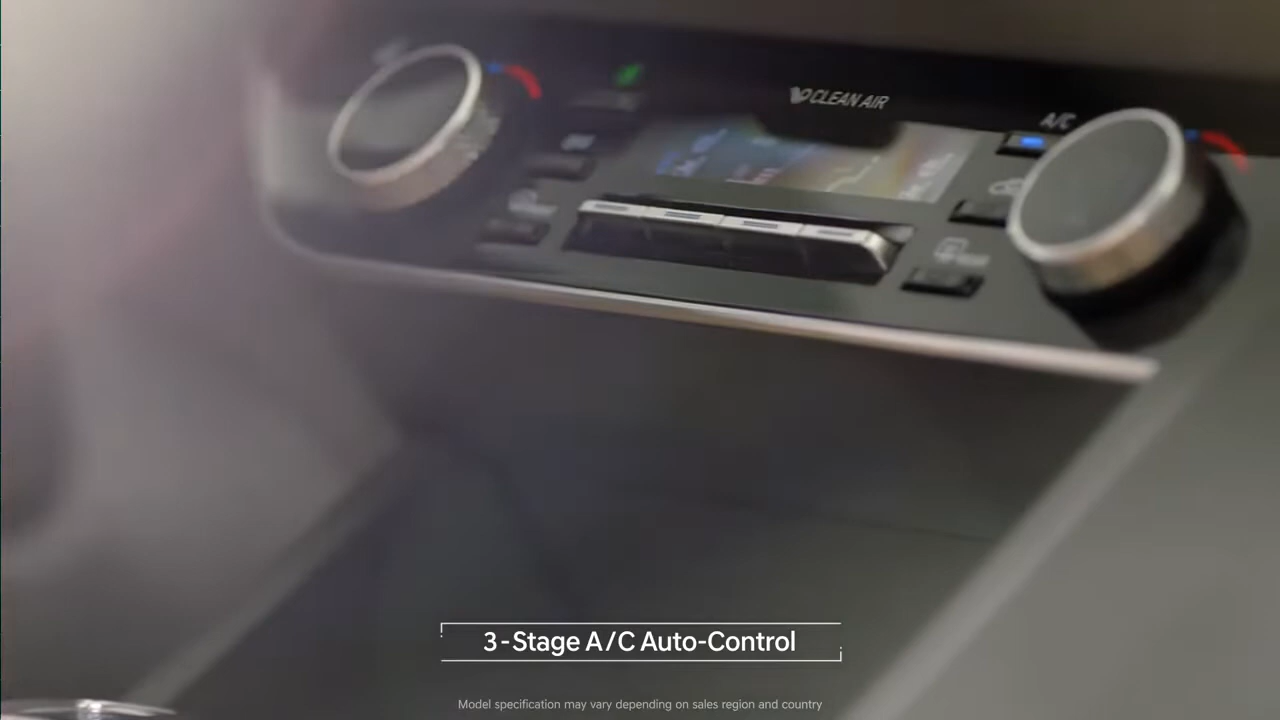 CLEAN AIR
A/C
3-Stage A/C Auto-Control
Model specification may vary depending on sales region and country